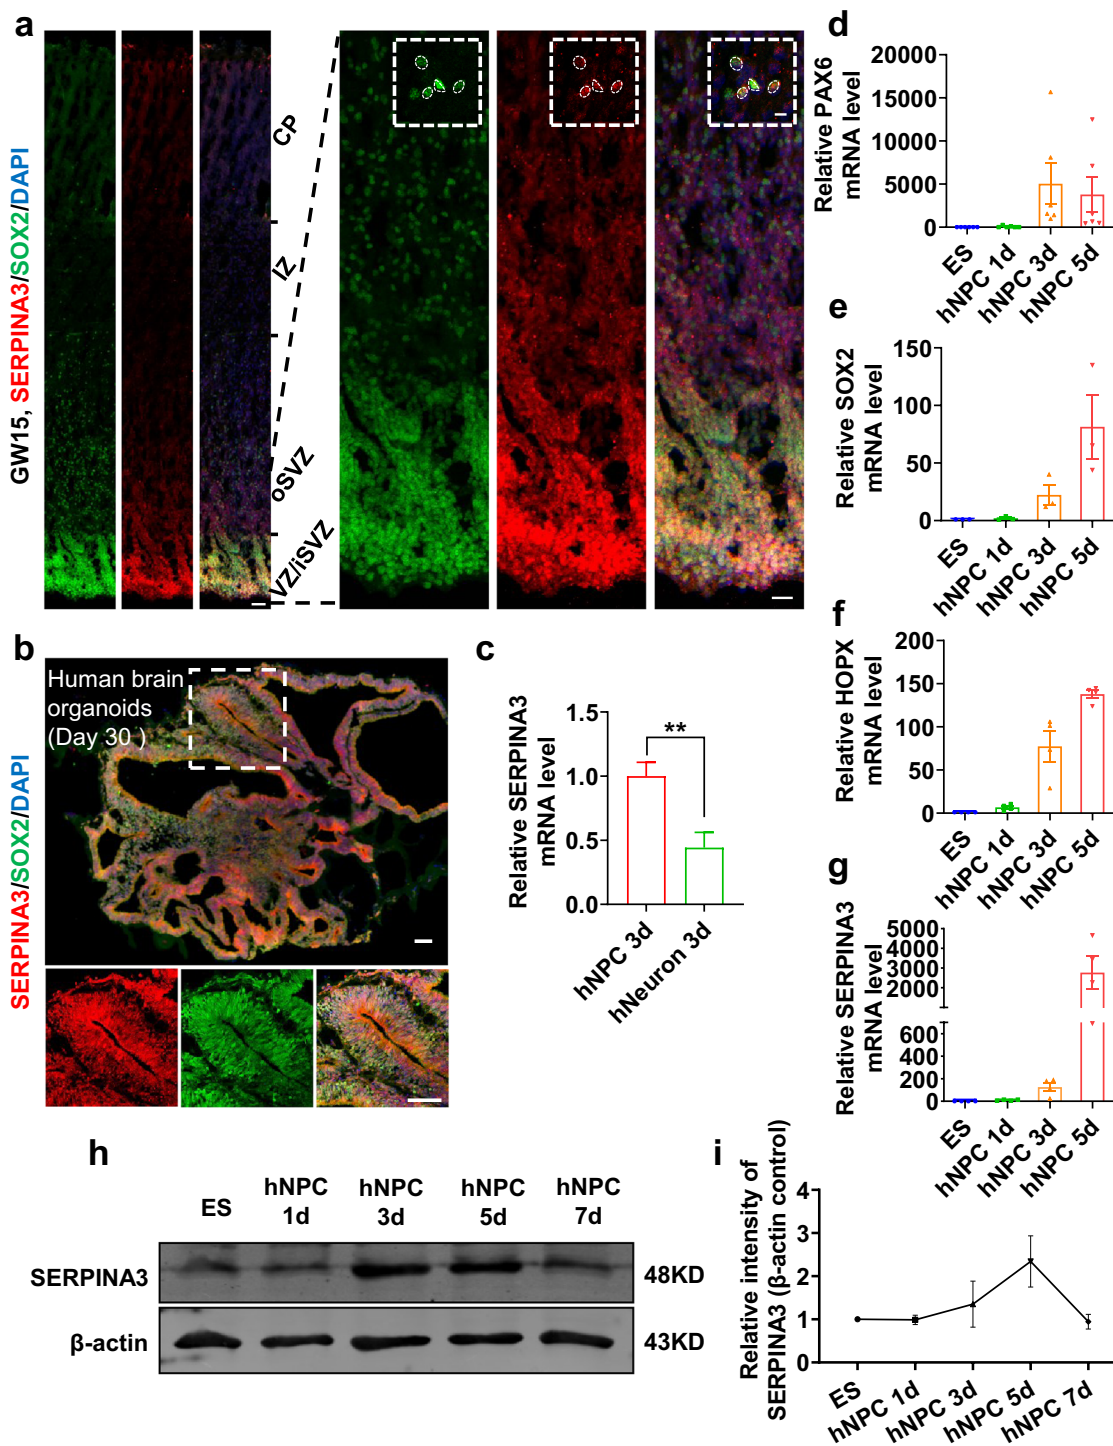 a
GW15, SERPINA3/SOX2/DAPI
CP
IZ
oSVZ
VZ/iSVZ
b
SERPINA3/SOX2/DAPI
Human brain
organoids
(Day 30 )
c
Relative SERPINA3
mRNA level
1.5
1.0
0.5
0.0
**
hNPC 3d
hNeuron 3d
d
Relative PAX6
mRNA level
20000
15000
10000
5000
0
ES
hNPC 1d
hNPC 3d
hNPC 5d
e
Relative SOX2
mRNA level
150
100
50
0
ES
hNPC 1d
hNPC 3d
hNPC 5d
f
Relative HOPX
mRNA level
200
150
100
50
0
ES
hNPC 1d
hNPC 3d
hNPC 5d
g
Relative SERPINA3
mRNA level
5000
4000
3000
2000
600
400
200
0
ES
hNPC 1d
hNPC 3d
hNPC 5d
h
ES
hNPC
1d
hNPC
3d
hNPC
5d
hNPC
7d
SERPINA3
48KD
β-actin
43KD
i
Relative intensity of
SERPINA3 (β-actin control)
4
3
2
1
0
ES
hNPC 1d
hNPC 3d
hNPC 5d
hNPC 7d